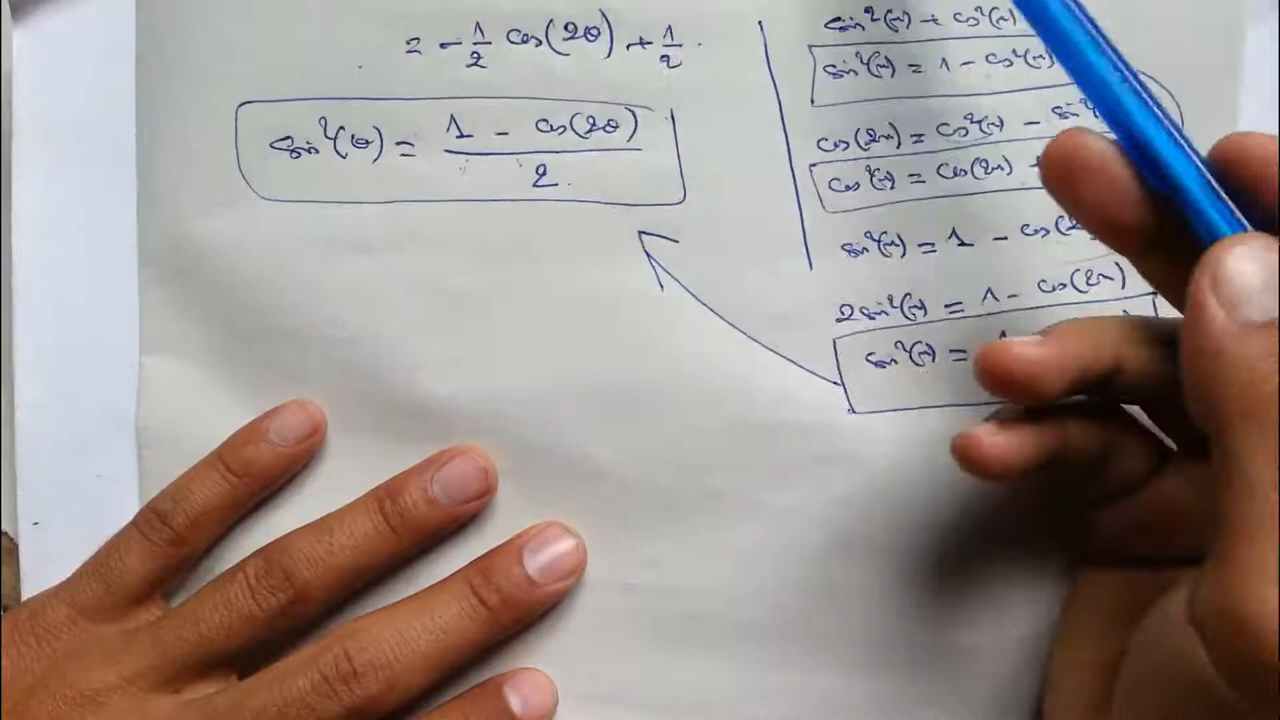 = - 1/2 cos(2θ) + 1/2.
sin²(θ) = (1 - cos(2θ))/2.
sin²(x) + cos²(x)
sin²(x) = 1 - cos²(x)
cos(2x) = cos²(x) - sin²
cos²(x) = cos(2x) +
sin²(x) = 1 - cos(2
2sin²(x) = 1 - cos(2x)
sin²(x) =